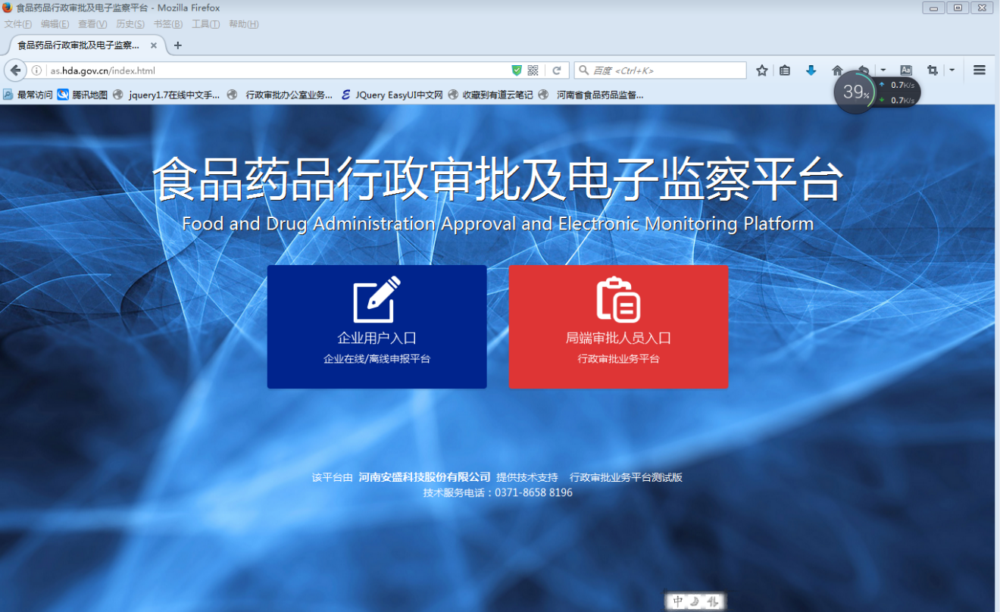 食品药品行政审批及电子监察平台 - Mozilla Firefox
文件(F) 编辑(E) 查看(V) 历史(S) 书签(B) 工具(T) 帮助(H)
食品药品行政审批及电子监察...
as.hda.gov.cn/index.html
百度 <Ctrl+K>
39%
0.7K/s
0.7K/s
最常访问 腾讯地图 jquery1.7在线中文手... 行政审批办公室业务... JQuery EasyUI中文网 收藏到有道云笔记 河南省食品药品监督...
食品药品行政审批及电子监察平台
Food and Drug Administration Approval and Electronic Monitoring Platform
企业用户入口
企业在线/离线申报平台
局端审批人员入口
行政审批业务平台
该平台由 河南安盛科技股份有限公司 提供技术支持 行政审批业务平台测试版
技术服务电话：0371-8658 8196
中